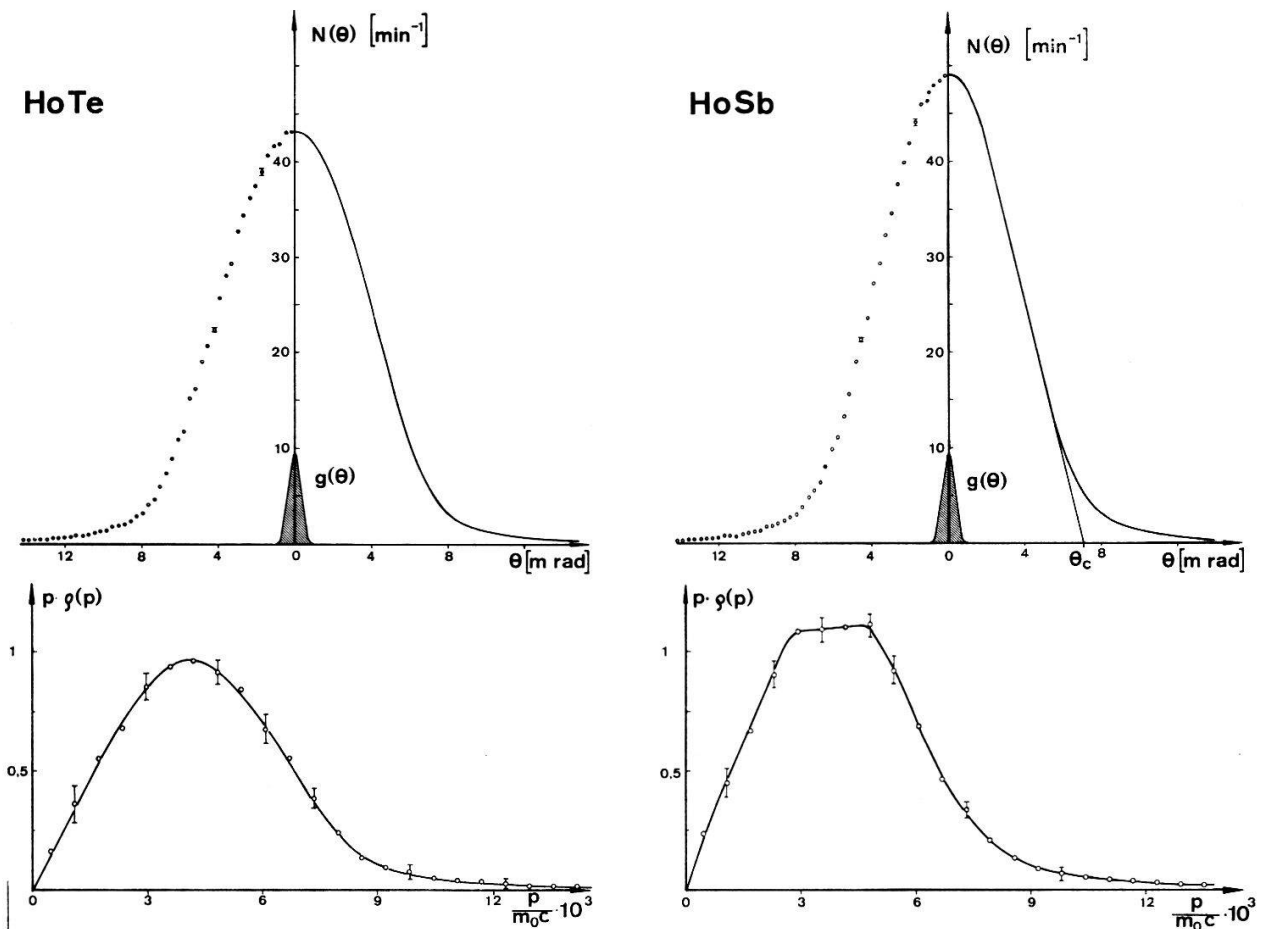 N(θ) [min⁻¹]
HoTe
40
30
20
10
g(θ)
12 8 4 0 4 8 θ[m rad]
N(θ) [min⁻¹]
HoSb
40
30
20
10
g(θ)
12 8 4 0 4 θc 8 θ[m rad]
p·ϱ(p)
1
0,5
0 3 6 9 12 p/m₀c ·10³
p·ϱ(p)
1
0,5
0 3 6 9 12 p/m₀c ·10³